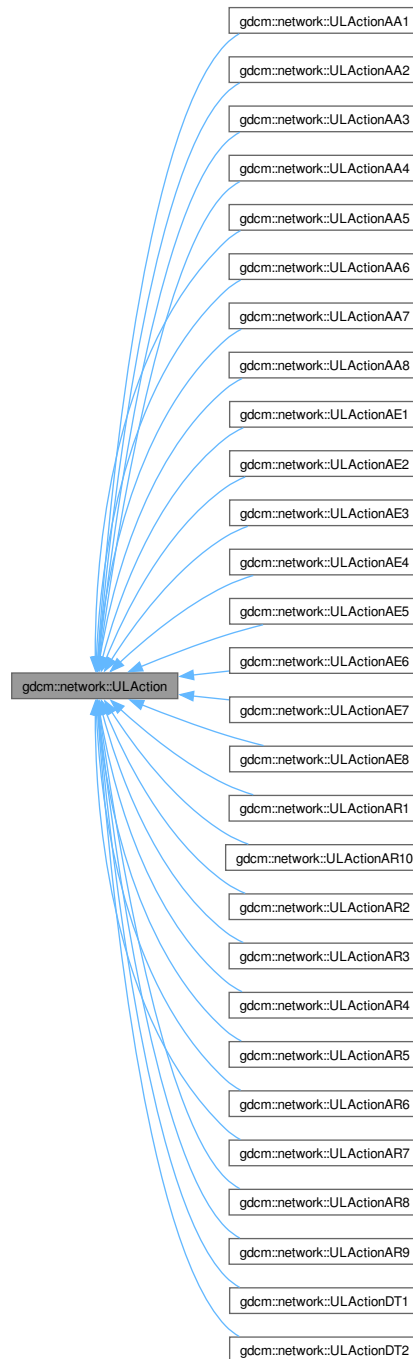 gdcm::network::ULActionAA1
gdcm::network::ULActionAA2
gdcm::network::ULActionAA3
gdcm::network::ULActionAA4
gdcm::network::ULActionAA5
gdcm::network::ULActionAA6
gdcm::network::ULActionAA7
gdcm::network::ULActionAA8
gdcm::network::ULActionAE1
gdcm::network::ULActionAE2
gdcm::network::ULActionAE3
gdcm::network::ULActionAE4
gdcm::network::ULActionAE5
gdcm::network::ULActionAE6
gdcm::network::ULAction
gdcm::network::ULActionAE7
gdcm::network::ULActionAE8
gdcm::network::ULActionAR1
gdcm::network::ULActionAR10
gdcm::network::ULActionAR2
gdcm::network::ULActionAR3
gdcm::network::ULActionAR4
gdcm::network::ULActionAR5
gdcm::network::ULActionAR6
gdcm::network::ULActionAR7
gdcm::network::ULActionAR8
gdcm::network::ULActionAR9
gdcm::network::ULActionDT1
gdcm::network::ULActionDT2